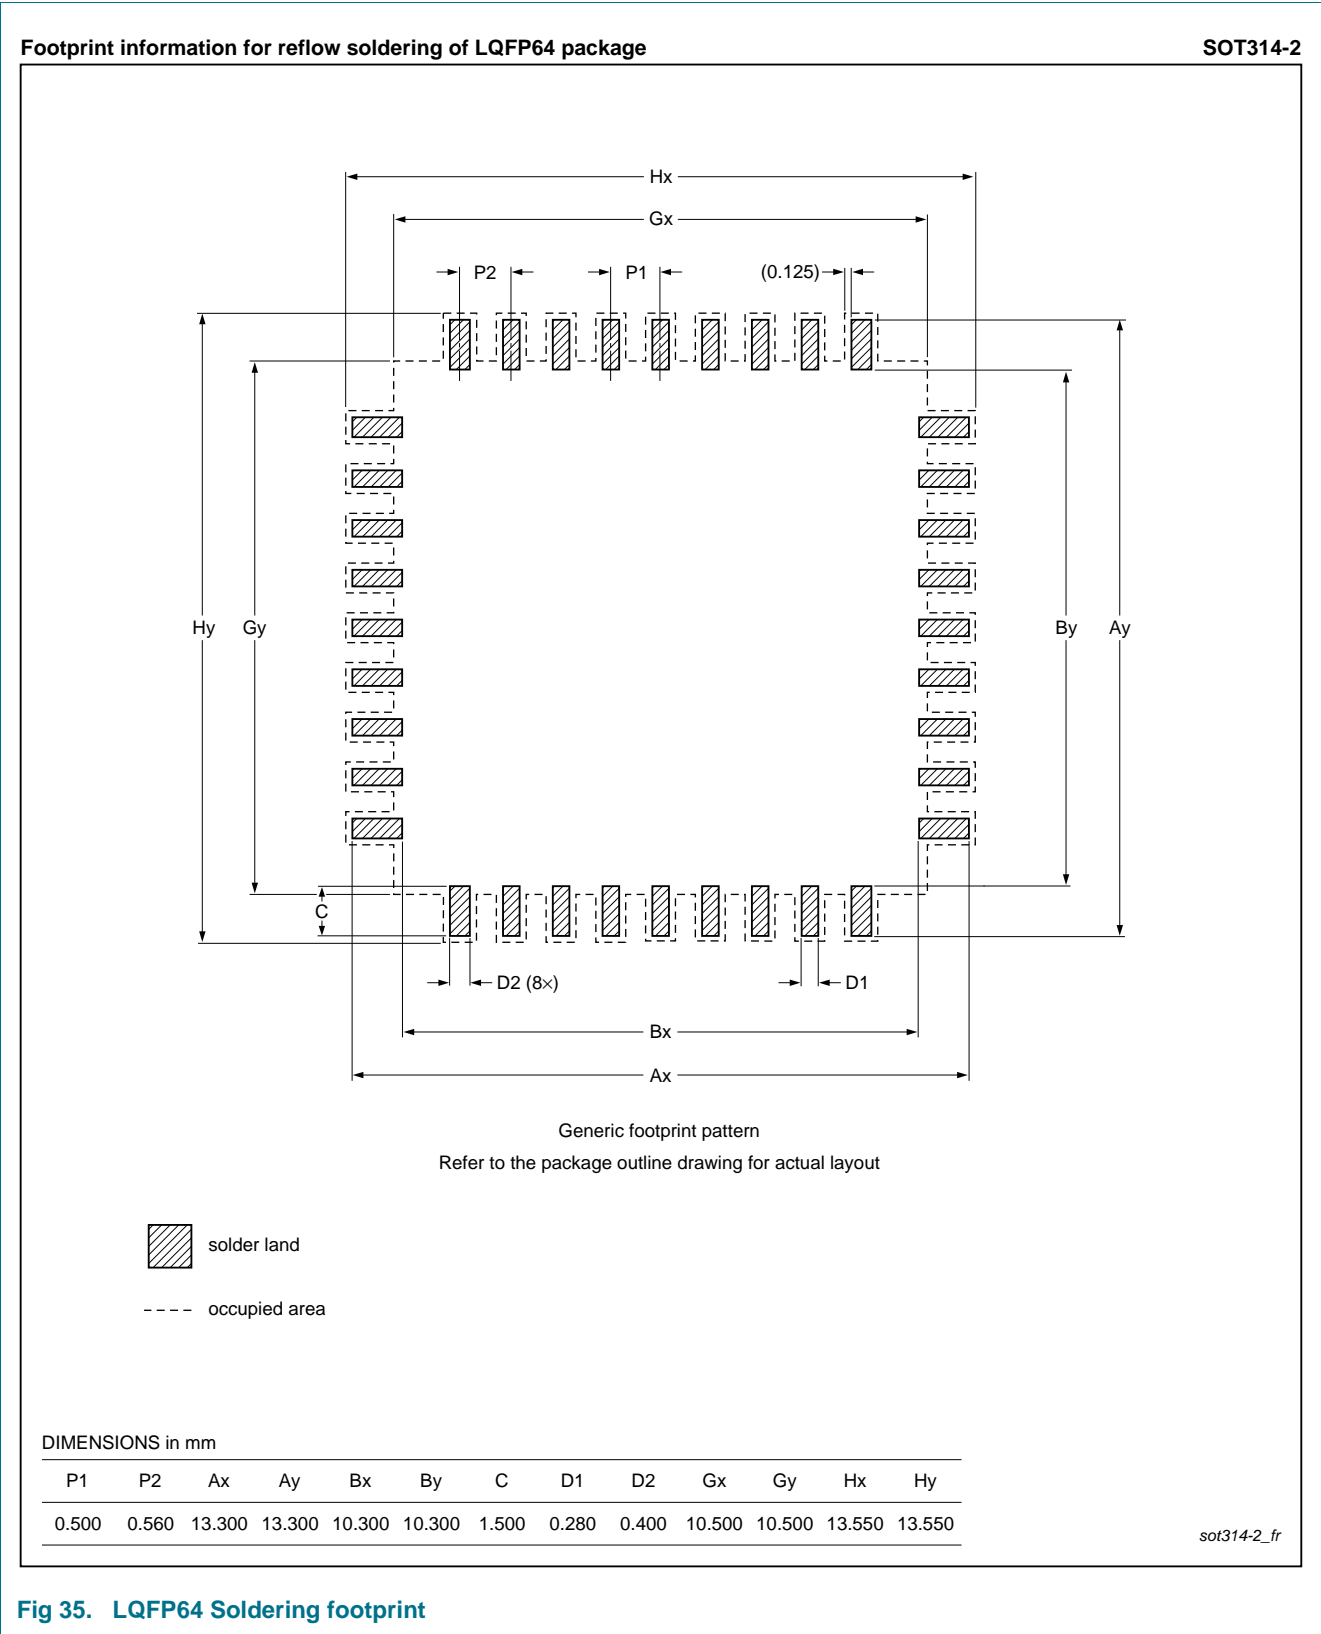 Footprint information for reflow soldering of LQFP64 package SOT314-2
Hx
Gx
P2 P1 (0.125)
Hy Gy By Ay
C
D2 (8×) D1
Bx
Ax
Generic footprint pattern
Refer to the package outline drawing for actual layout
solder land
occupied area
DIMENSIONS in mm
P1 P2 Ax Ay Bx By C D1 D2 Gx Gy Hx Hy
0.500 0.560 13.300 13.300 10.300 10.300 1.500 0.280 0.400 10.500 10.500 13.550 13.550
sot314-2_fr
Fig 35. LQFP64 Soldering footprint